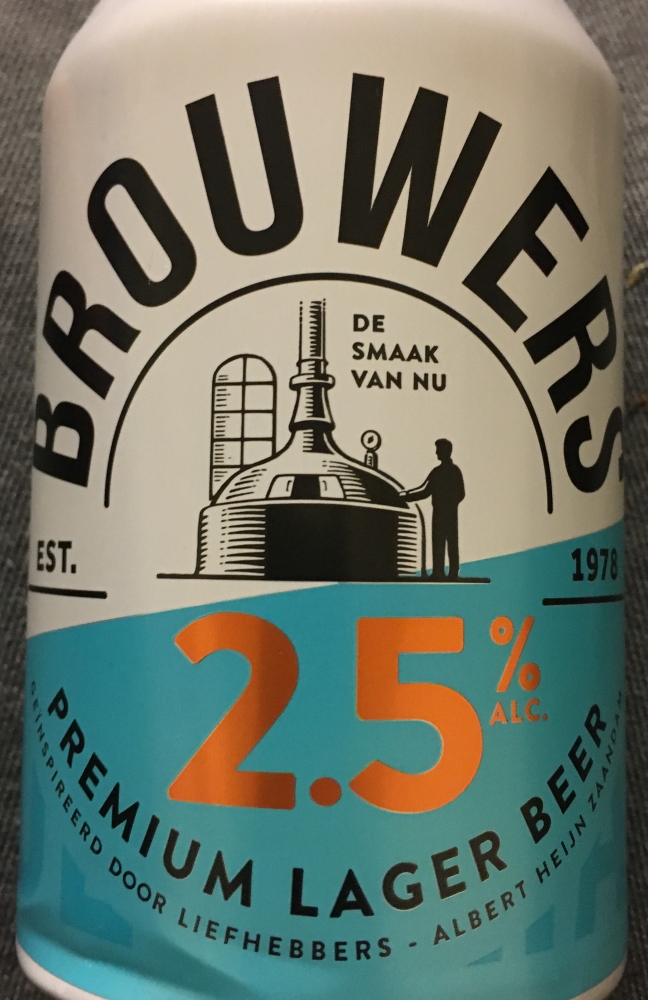 BROUWERS
DE
SMAAK
VAN NU
EST.
1978
2.5%
ALC.
PREMIUM LAGER BEER
GEÏNSPIREERD DOOR LIEFHEBBERS - ALBERT HEIJN ZAANDAM